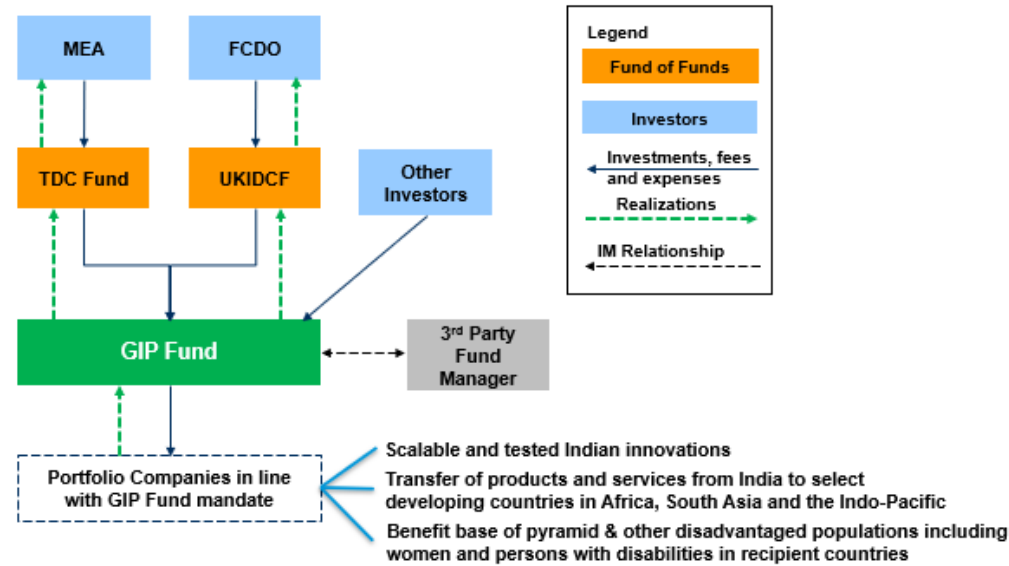 MEA
FCDO
TDC Fund
UKIDCF
Other
Investors
GIP Fund
3rd Party
Fund
Manager
Portfolio Companies in line
with GIP Fund mandate
Scalable and tested Indian innovations
Transfer of products and services from India to select
developing countries in Africa, South Asia and the Indo-Pacific
Benefit base of pyramid & other disadvantaged populations including
women and persons with disabilities in recipient countries
Legend
Fund of Funds
Investors
Investments, fees
and expenses
Realizations
IM Relationship